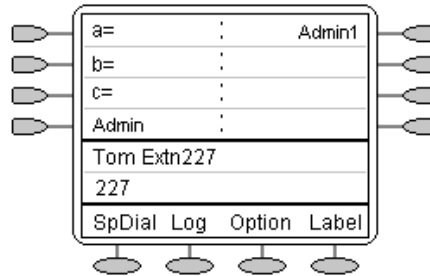 a= : Admin1
b= :
c= :
Admin :
Tom Extn227
227
SpDial Log Option Label